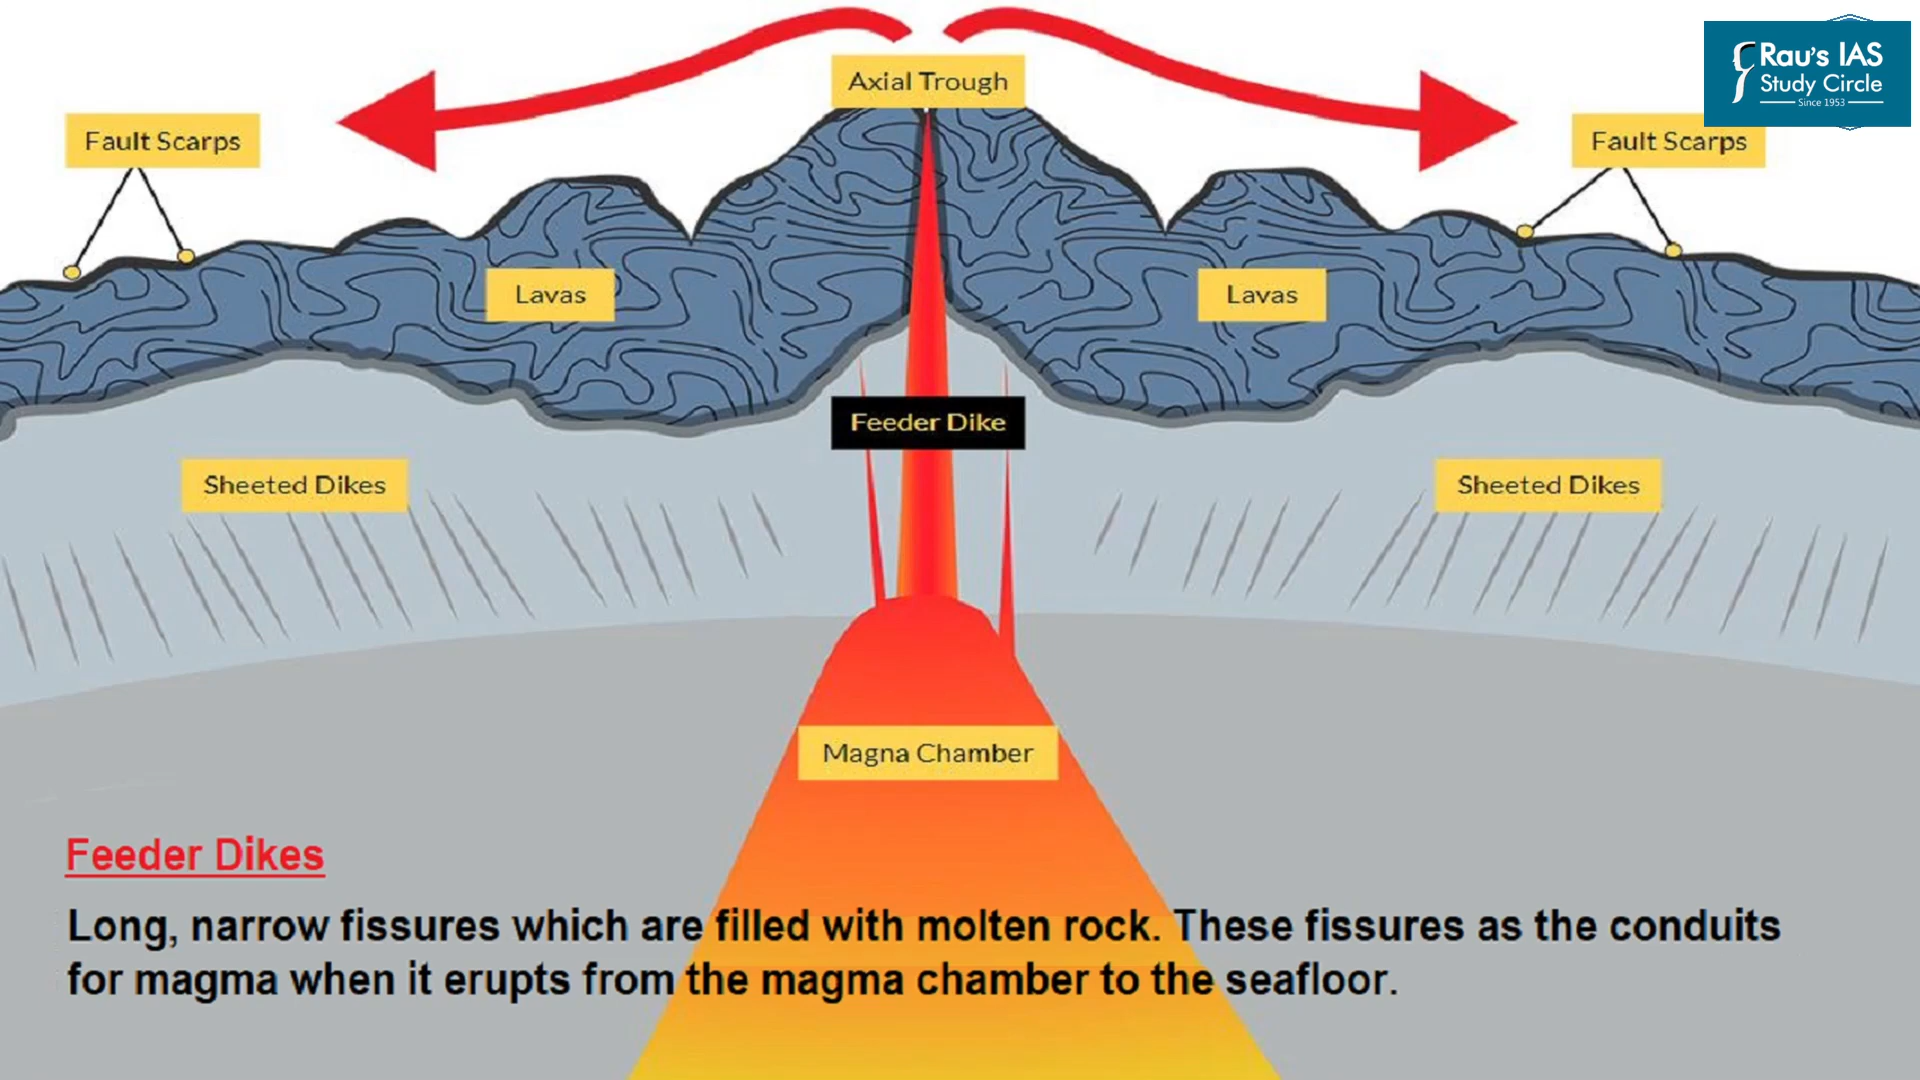 Rau's IAS
Study Circle
Since 1953
Axial Trough
Fault Scarps
Fault Scarps
Lavas
Lavas
Feeder Dike
Sheeted Dikes
Sheeted Dikes
Magna Chamber
Feeder Dikes
Long, narrow fissures which are filled with molten rock. These fissures as the conduits
for magma when it erupts from the magma chamber to the seafloor.